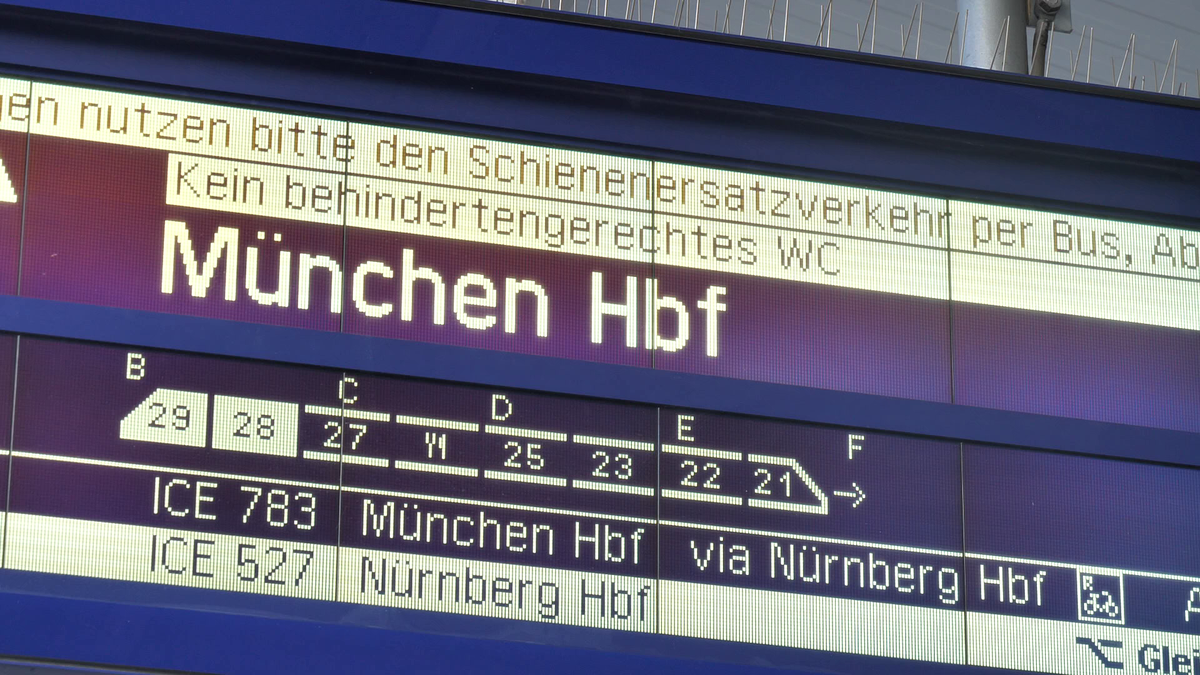 nutzen bitte den Schienenersatzverkehr per Bus, Ab
Kein behindertengerechtes WC
München Hbf
B C D E F
29 28 27 25 23 22 21
ICE 783 München Hbf via Nürnberg Hbf
ICE 527 Nürnberg Hbf Glei